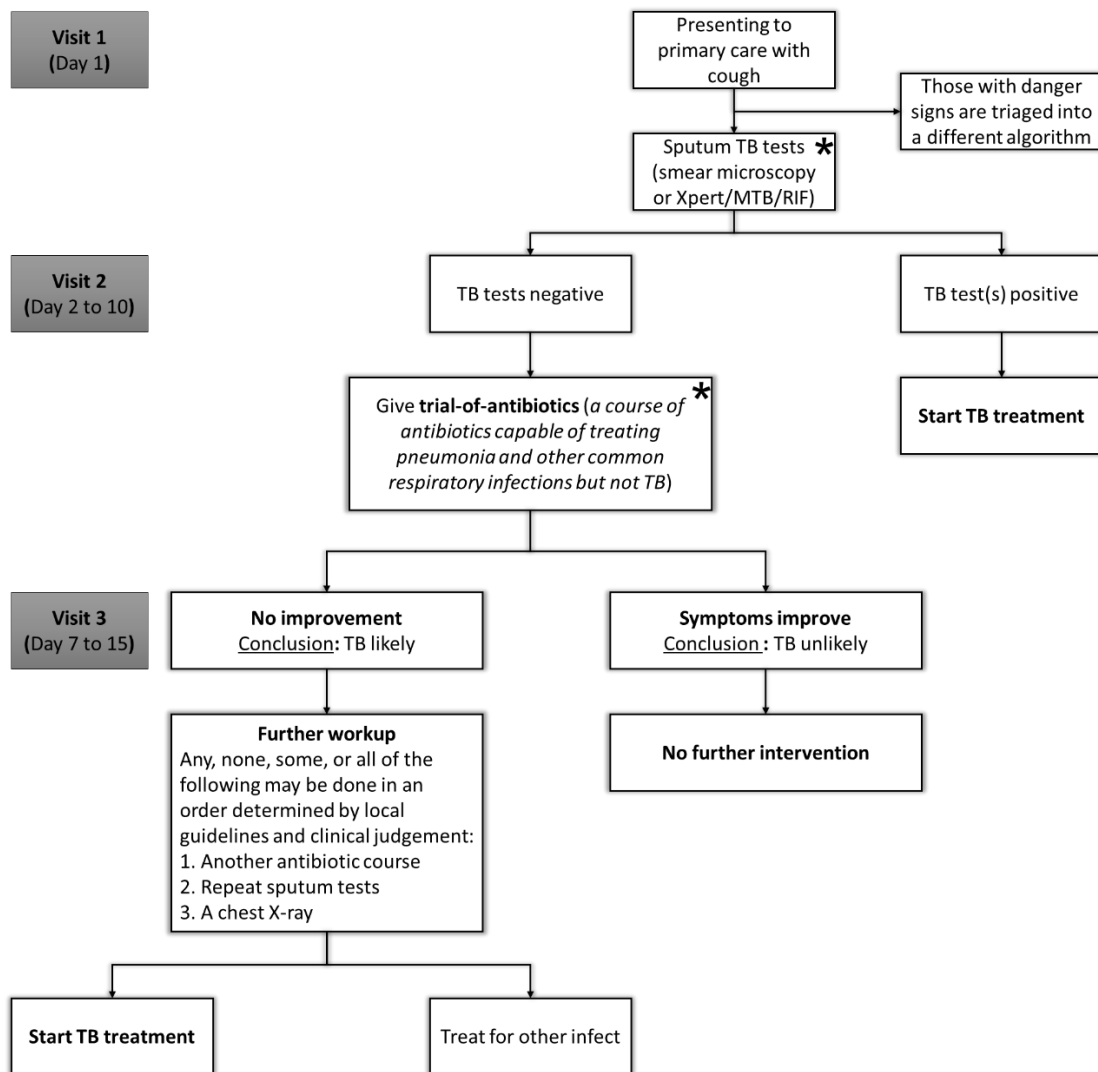 Visit 1
(Day 1)
Presenting to
primary care with
cough
Those with danger
signs are triaged into
a different algorithm
Sputum TB tests *
(smear microscopy
or Xpert/MTB/RIF)
Visit 2
(Day 2 to 10)
TB tests negative
TB test(s) positive
Give trial-of-antibiotics (a course of *
antibiotics capable of treating
pneumonia and other common
respiratory infections but not TB)
Start TB treatment
Visit 3
(Day 7 to 15)
No improvement
Conclusion: TB likely
Symptoms improve
Conclusion : TB unlikely
Further workup
Any, none, some, or all of the
following may be done in an
order determined by local
guidelines and clinical judgement:
1. Another antibiotic course
2. Repeat sputum tests
3. A chest X-ray
No further intervention
Start TB treatment
Treat for other infect